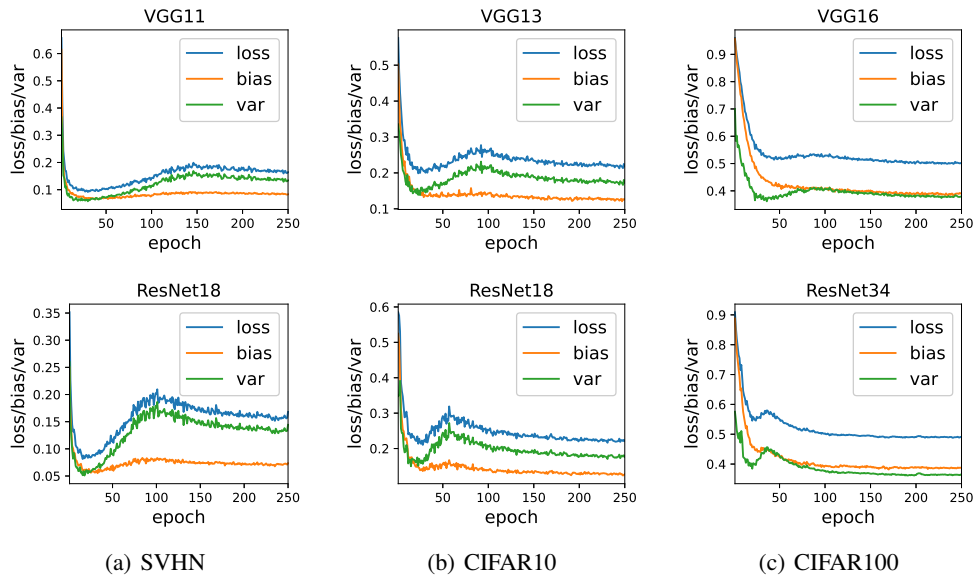 VGG11
loss/bias/var
0.6
0.5
0.4
0.3
0.2
0.1
loss
bias
var
50 100 150 200 250
epoch
VGG13
loss/bias/var
0.5
0.4
0.3
0.2
0.1
loss
bias
var
50 100 150 200 250
epoch
VGG16
loss/bias/var
0.9
0.8
0.7
0.6
0.5
0.4
loss
bias
var
50 100 150 200 250
epoch
ResNet18
loss/bias/var
0.35
0.30
0.25
0.20
0.15
0.10
0.05
loss
bias
var
50 100 150 200 250
epoch
ResNet18
loss/bias/var
0.6
0.5
0.4
0.3
0.2
loss
bias
var
50 100 150 200 250
epoch
ResNet34
loss/bias/var
0.9
0.8
0.7
0.6
0.5
0.4
loss
bias
var
50 100 150 200 250
epoch
(a) SVHN
(b) CIFAR10
(c) CIFAR100